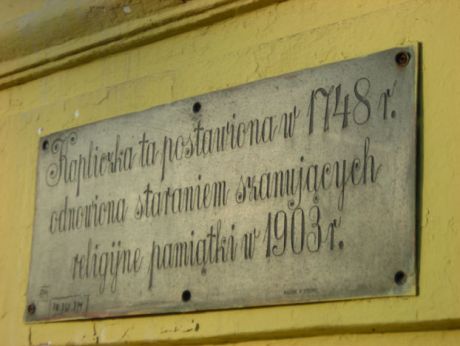 Kapliczka ta postawiona w 1748 r.
odnowiona staraniem szanujących
religijne pamiątki w 1903 r.